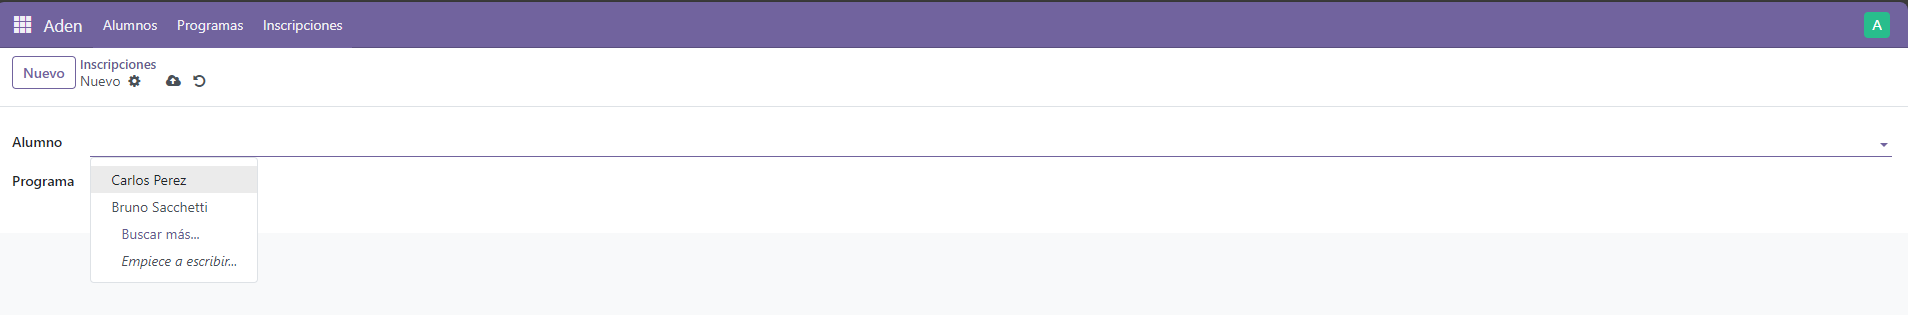 Aden Alumnos Programas Inscripciones A
Nuevo
Inscripciones
Nuevo
Alumno
Programa
Carlos Perez
Bruno Sacchetti
Buscar más...
Empiece a escribir...